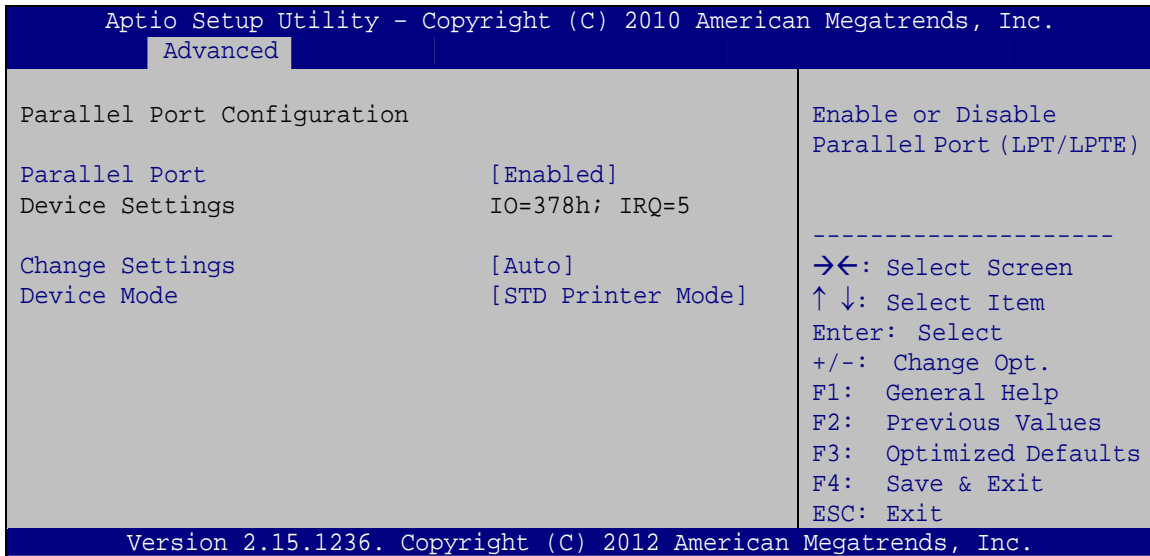 Aptio Setup Utility – Copyright (C) 2010 American Megatrends, Inc.
Advanced
Parallel Port Configuration
Parallel Port [Enabled]
Device Settings IO=378h; IRQ=5
Change Settings [Auto]
Device Mode [STD Printer Mode]
Enable or Disable
Parallel Port (LPT/LPTE)
---------------------
→←: Select Screen
↑ ↓: Select Item
Enter: Select
+/-: Change Opt.
F1: General Help
F2: Previous Values
F3: Optimized Defaults
F4: Save & Exit
ESC: Exit
Version 2.15.1236. Copyright (C) 2012 American Megatrends, Inc.